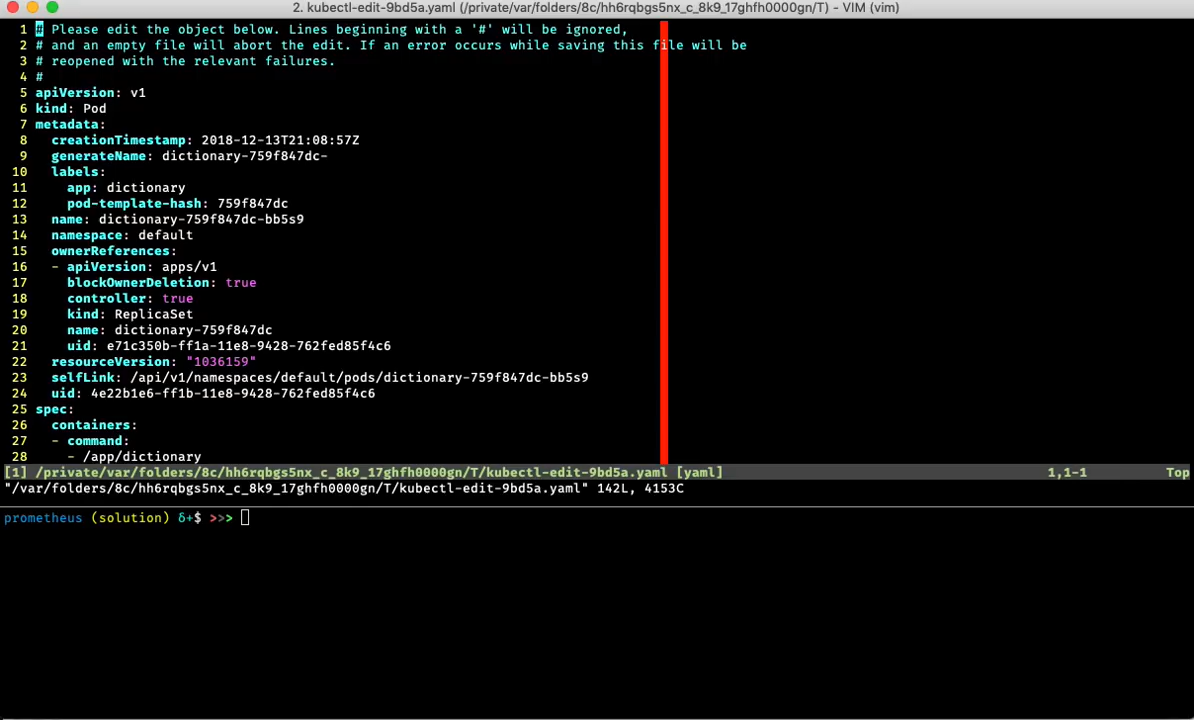 2. kubectl-edit-9bd5a.yaml (/private/var/folders/8c/hh6rqbgs5nx_c_8k9_17ghfh0000gn/T) - VIM (vim)
1 # Please edit the object below. Lines beginning with a '#' will be ignored,
2 # and an empty file will abort the edit. If an error occurs while saving this file will be
3 # reopened with the relevant failures.
4 #
5 apiVersion: v1
6 kind: Pod
7 metadata:
8   creationTimestamp: 2018-12-13T21:08:57Z
9   generateName: dictionary-759f847dc-
10   labels:
11     app: dictionary
12     pod-template-hash: 759f847dc
13   name: dictionary-759f847dc-bb5s9
14   namespace: default
15   ownerReferences:
16   - apiVersion: apps/v1
17     blockOwnerDeletion: true
18     controller: true
19     kind: ReplicaSet
20     name: dictionary-759f847dc
21     uid: e71c350b-ff1a-11e8-9428-762fed85f4c6
22   resourceVersion: "1036159"
23   selfLink: /api/v1/namespaces/default/pods/dictionary-759f847dc-bb5s9
24   uid: 4e22b1e6-ff1b-11e8-9428-762fed85f4c6
25 spec:
26   containers:
27   - command:
28     - /app/dictionary
[1] /private/var/folders/8c/hh6rqbgs5nx_c_8k9_17ghfh0000gn/T/kubectl-edit-9bd5a.yaml [yaml] 1,1-1 Top
"/var/folders/8c/hh6rqbgs5nx_c_8k9_17ghfh0000gn/T/kubectl-edit-9bd5a.yaml" 142L, 4153C
prometheus (solution) δ+$ >>>